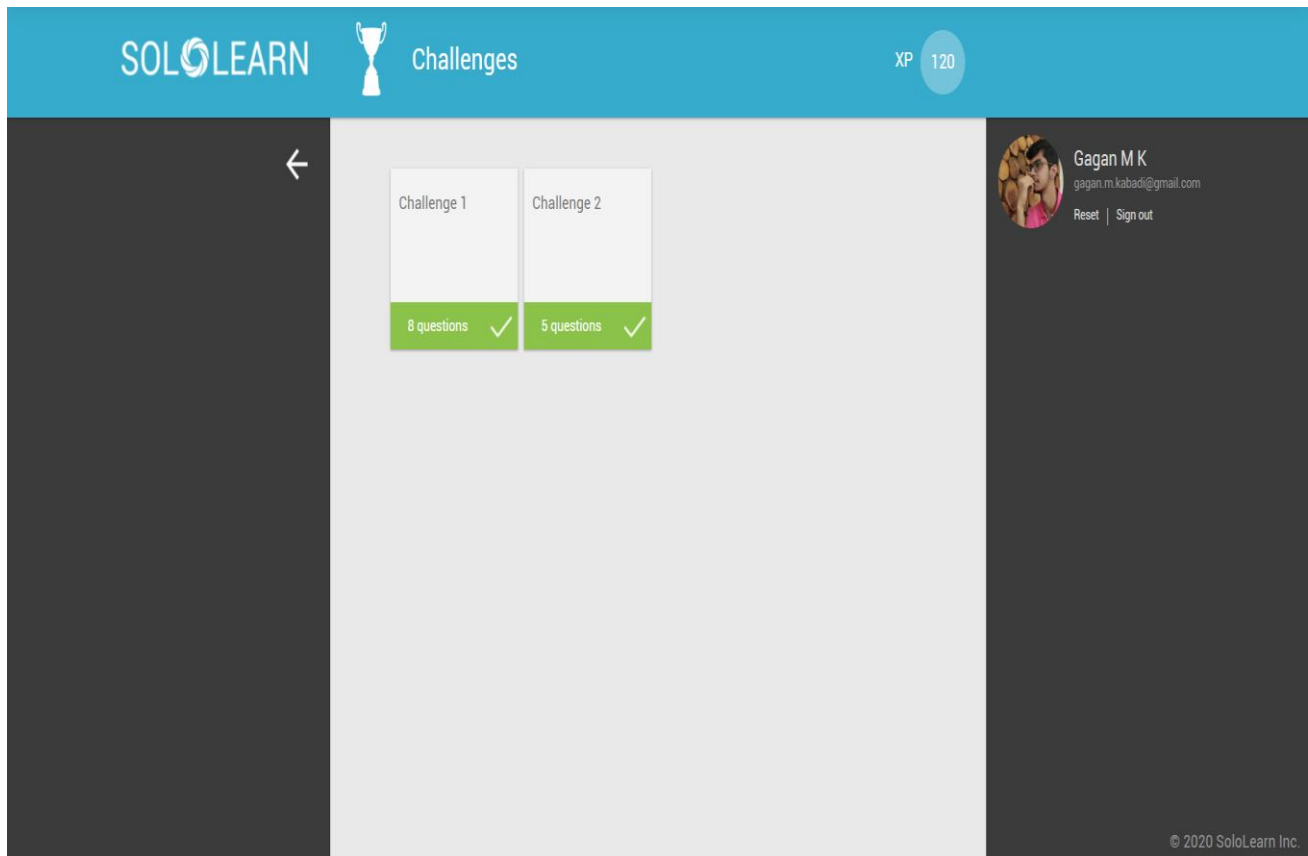 SOLOLEARN
Challenges
XP 120
Gagan M K
gagan.m.kabadi@gmail.com
Reset | Sign out
Challenge 1
8 questions
Challenge 2
5 questions
© 2020 SoloLearn Inc.